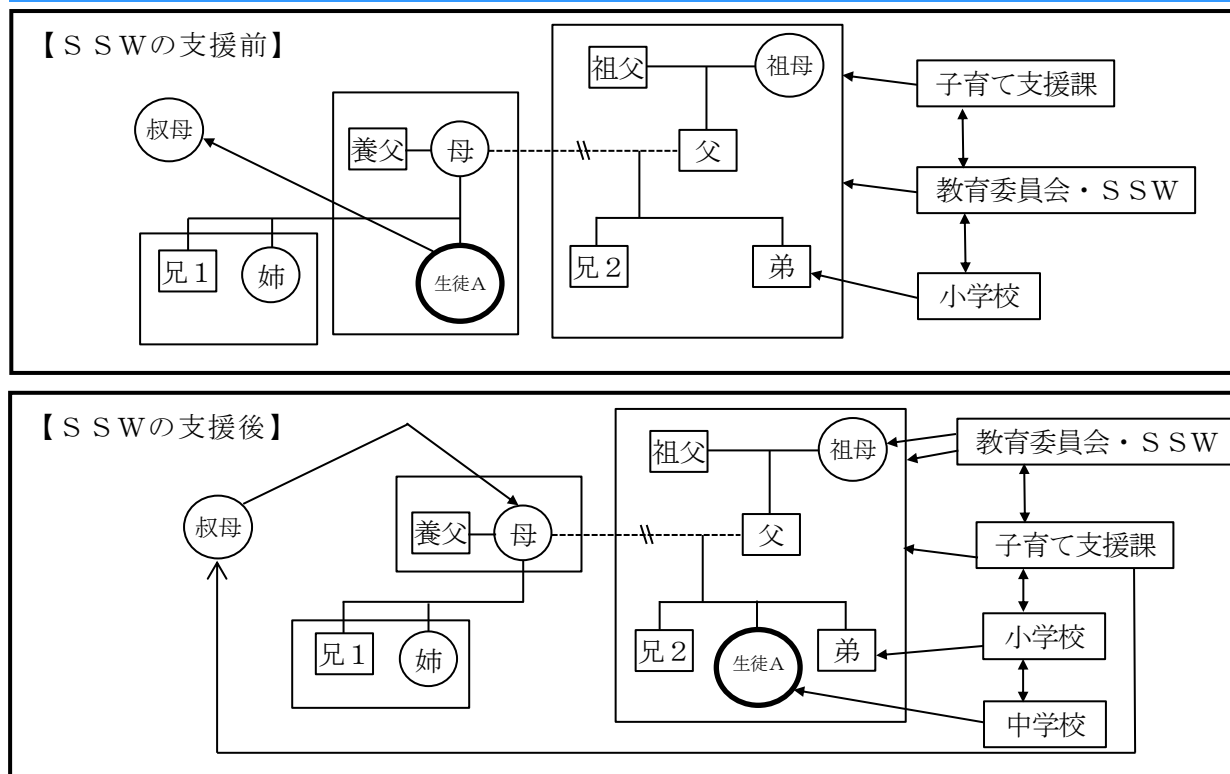 【ＳＳＷの支援前】
祖父
祖母
子育て支援課
叔母
養父
母
父
教育委員会・ＳＳＷ
兄１
姉
生徒Ａ
兄２
弟
小学校
【ＳＳＷの支援後】
祖父
祖母
教育委員会・ＳＳＷ
叔母
養父
母
父
子育て支援課
兄１
姉
兄２
生徒Ａ
弟
小学校
中学校